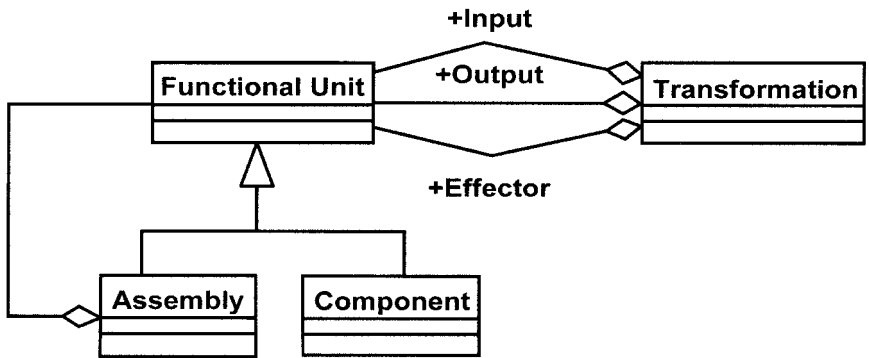 +Input
Functional Unit
+Output
Transformation
+Effector
Assembly
Component